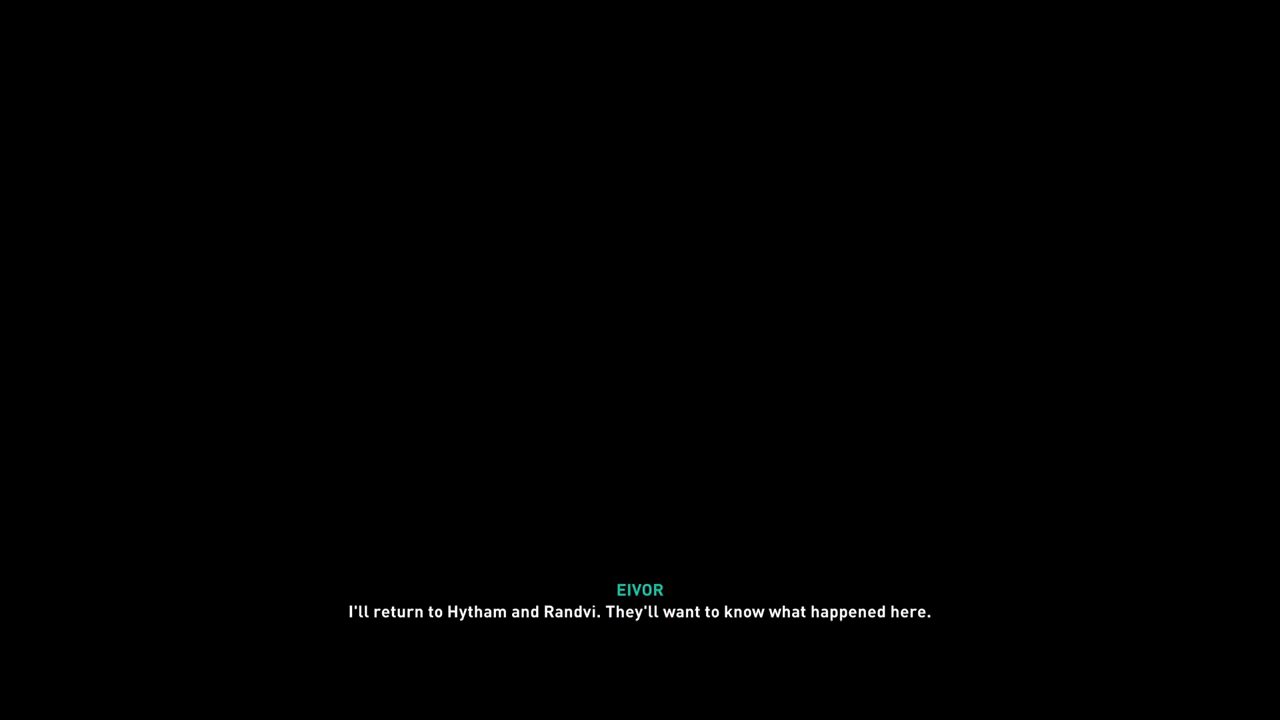 EIVOR
I'll return to Hytham and Randvi. They'll want to know what happened here.